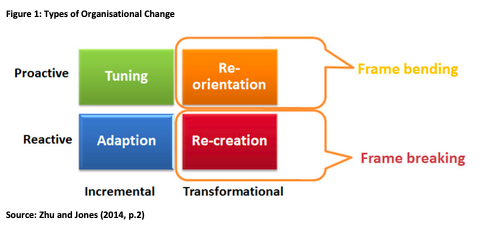 Figure 1: Types of Organisational Change
Proactive
Tuning
Re-
orientation
Frame bending
Reactive
Adaption
Re-creation
Frame breaking
Incremental
Transformational
Source: Zhu and Jones (2014, p.2)